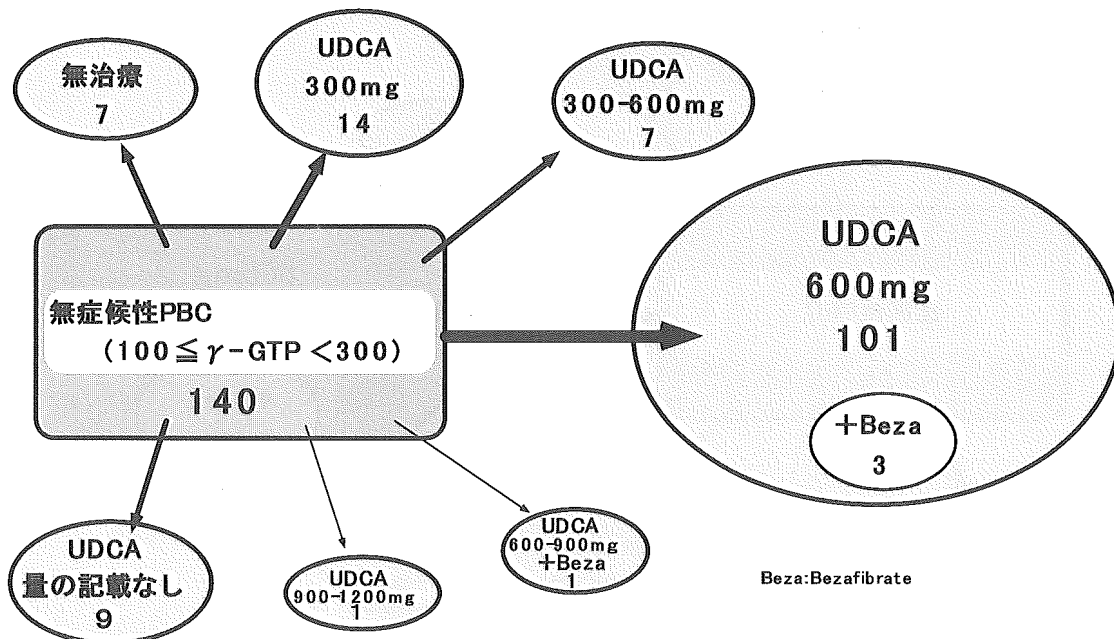 無治療
7
UDCA
300mg
14
UDCA
300-600mg
7
無症候性PBC
(100≦γ-GTP<300)
140
UDCA
600mg
101
+Beza
3
UDCA
量の記載なし
9
UDCA
900-1200mg
1
UDCA
600-900mg
+Beza
1
Beza:Bezafibrate